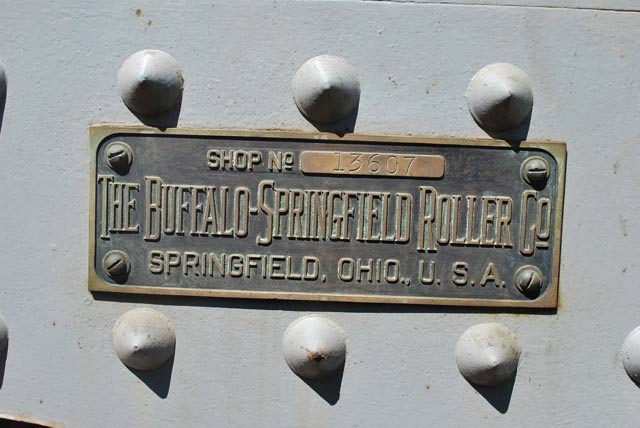 SHOP Nº 13607
THE BUFFALO-SPRINGFIELD ROLLER Cº
SPRINGFIELD, OHIO., U. S. A.